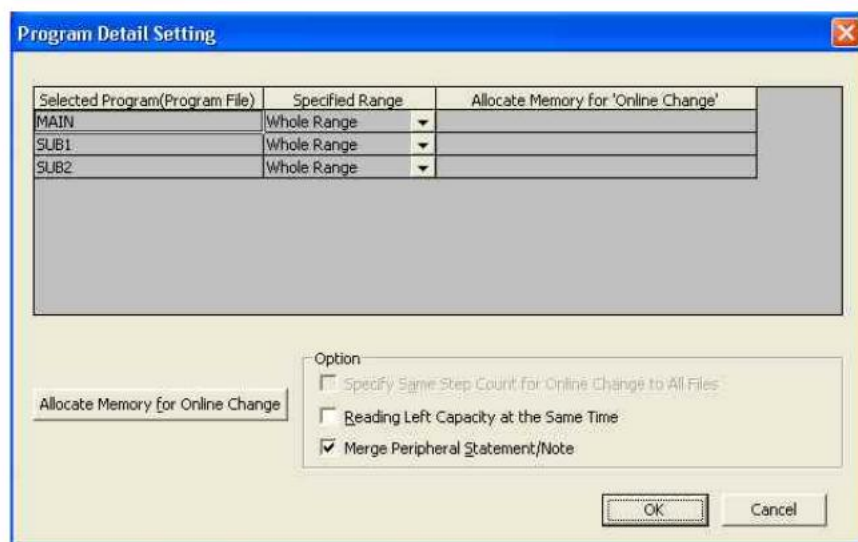 Program Detail Setting
Selected Program(Program File) Specified Range Allocate Memory for 'Online Change'
MAIN Whole Range
SUB1 Whole Range
SUB2 Whole Range
Option
Specify Same Step Count for Online Change to All Files
Allocate Memory for Online Change
Reading Left Capacity at the Same Time
Merge Peripheral Statement/Note
OK Cancel